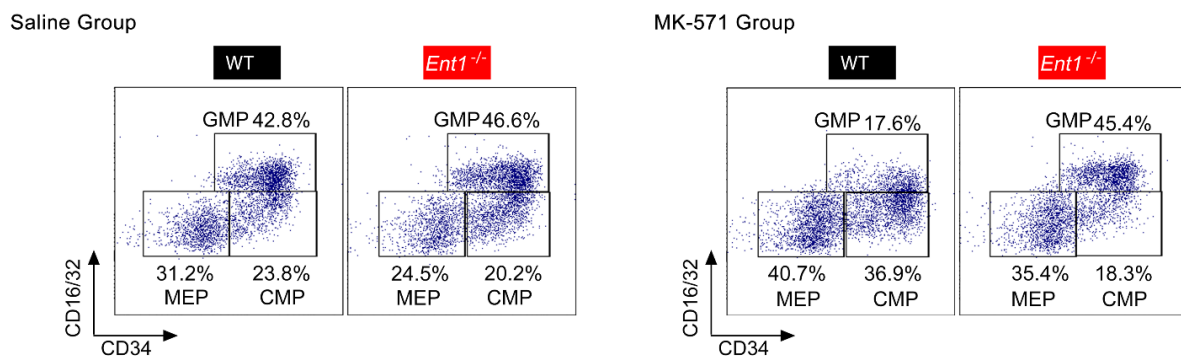 Saline Group
MK-571 Group
WT
Ent1-/-
WT
Ent1-/-
GMP 42.8%
GMP 46.6%
GMP 17.6%
GMP 45.4%
31.2% 23.8%
MEP CMP
24.5% 20.2%
MEP CMP
40.7% 36.9%
MEP CMP
35.4% 18.3%
MEP CMP
CD16/32
CD34
CD16/32
CD34